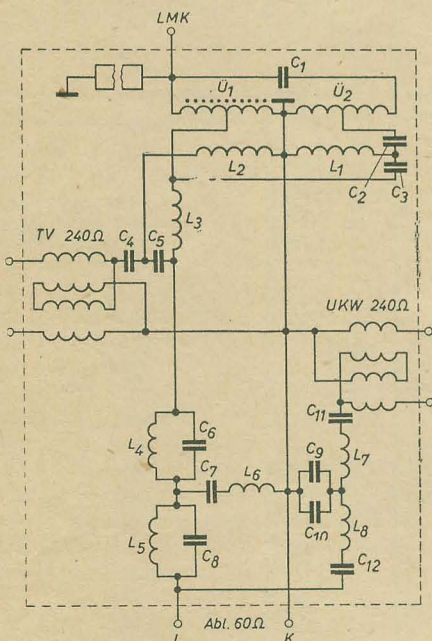 LMK
C1
Ü1
Ü2
L2
L1
C2
C3
L3
TV 240Ω
C4
C5
UKW 240Ω
C11
L4
C6
C7
L6
C9
L7
C10
L5
C8
L8
C12
Abl. 60Ω
K